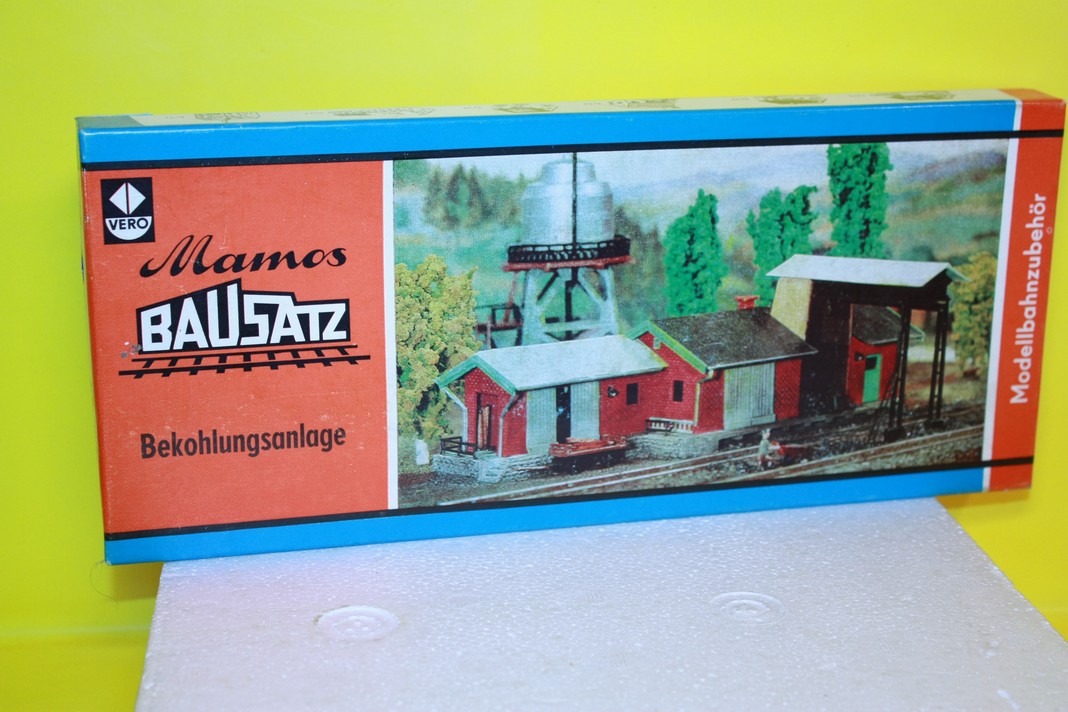 VERO
Mamos
BAUSATZ
Bekohlungsanlage
Modellbahnzubehör